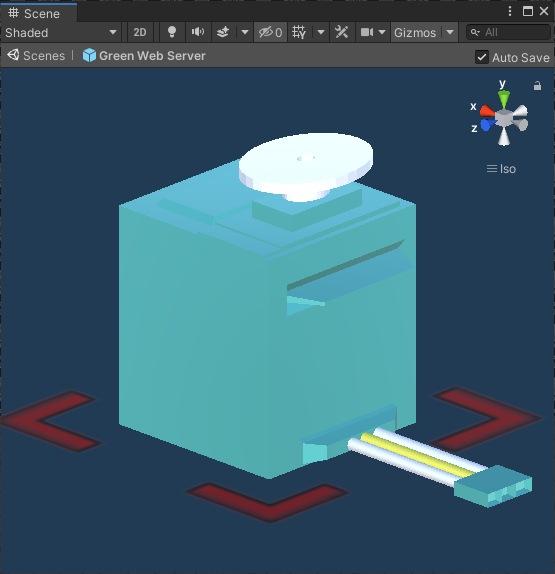 Scene
Shaded 2D 0 Gizmos All
Scenes Green Web Server Auto Save
y
x
z
Iso